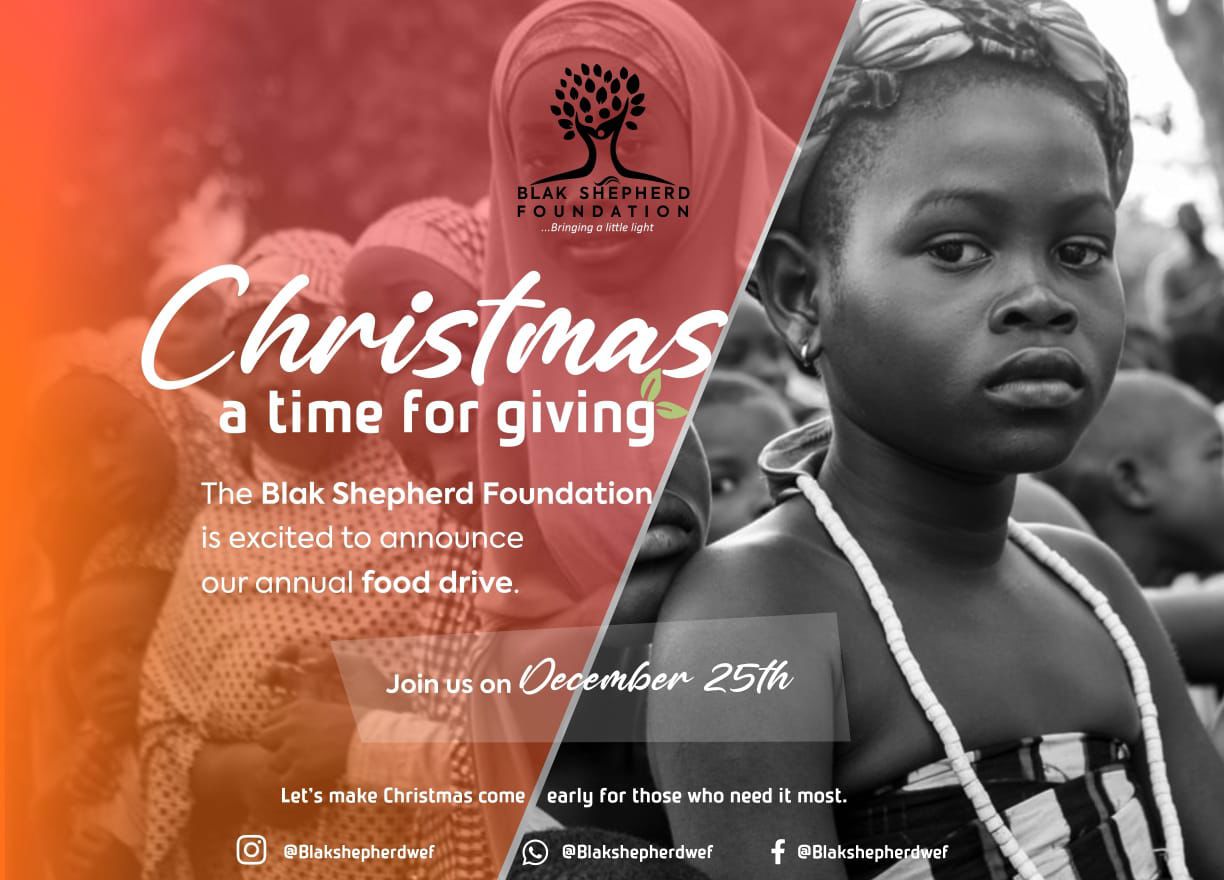 BLAK SHEPHERD
FOUNDATION
...Bringing a little light
Christmas
a time for giving
The Blak Shepherd Foundation
is excited to announce
our annual food drive.
Join us on December 25th
Let's make Christmas come early for those who need it most.
@Blakshepherdwef @Blakshepherdwef @Blakshepherdwef